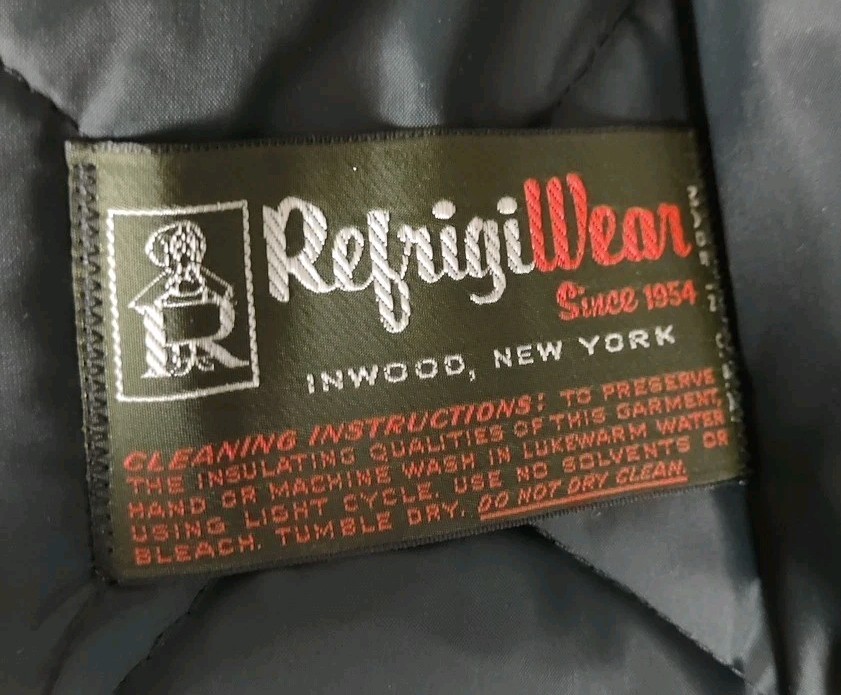 R
RefrigiWear
Since 1954
INWOOD, NEW YORK
MADE IN U.S.A.
CLEANING INSTRUCTIONS: TO PRESERVE
THE INSULATING QUALITIES OF THIS GARMENT,
HAND OR MACHINE WASH IN LUKEWARM WATER
USING LIGHT CYCLE. USE NO SOLVENTS OR
BLEACH. TUMBLE DRY. DO NOT DRY CLEAN.